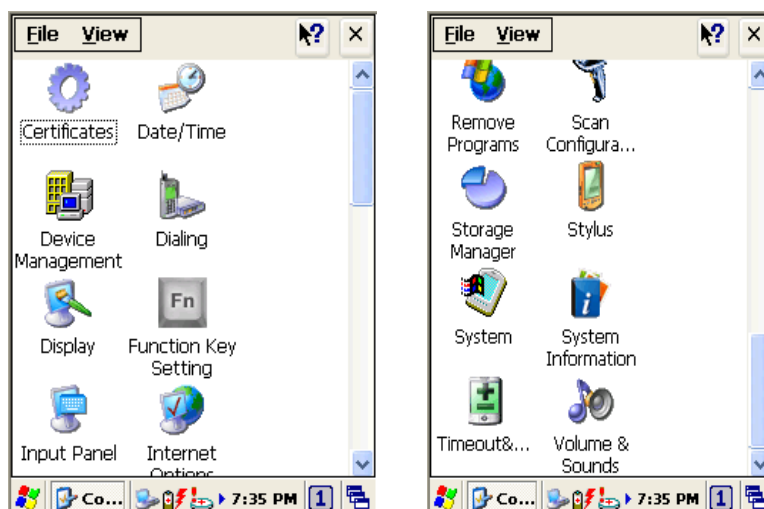 File View
Certificates Date/Time
Device
Management
Dialing
Fn
Display
Function Key
Setting
Input Panel
Internet
Options
Co... 7:35 PM 1
File View
Remove
Programs
Scan
Configura...
Storage
Manager
Stylus
System
System
Information
Timeout&...
Volume &
Sounds
Co... 7:35 PM 1